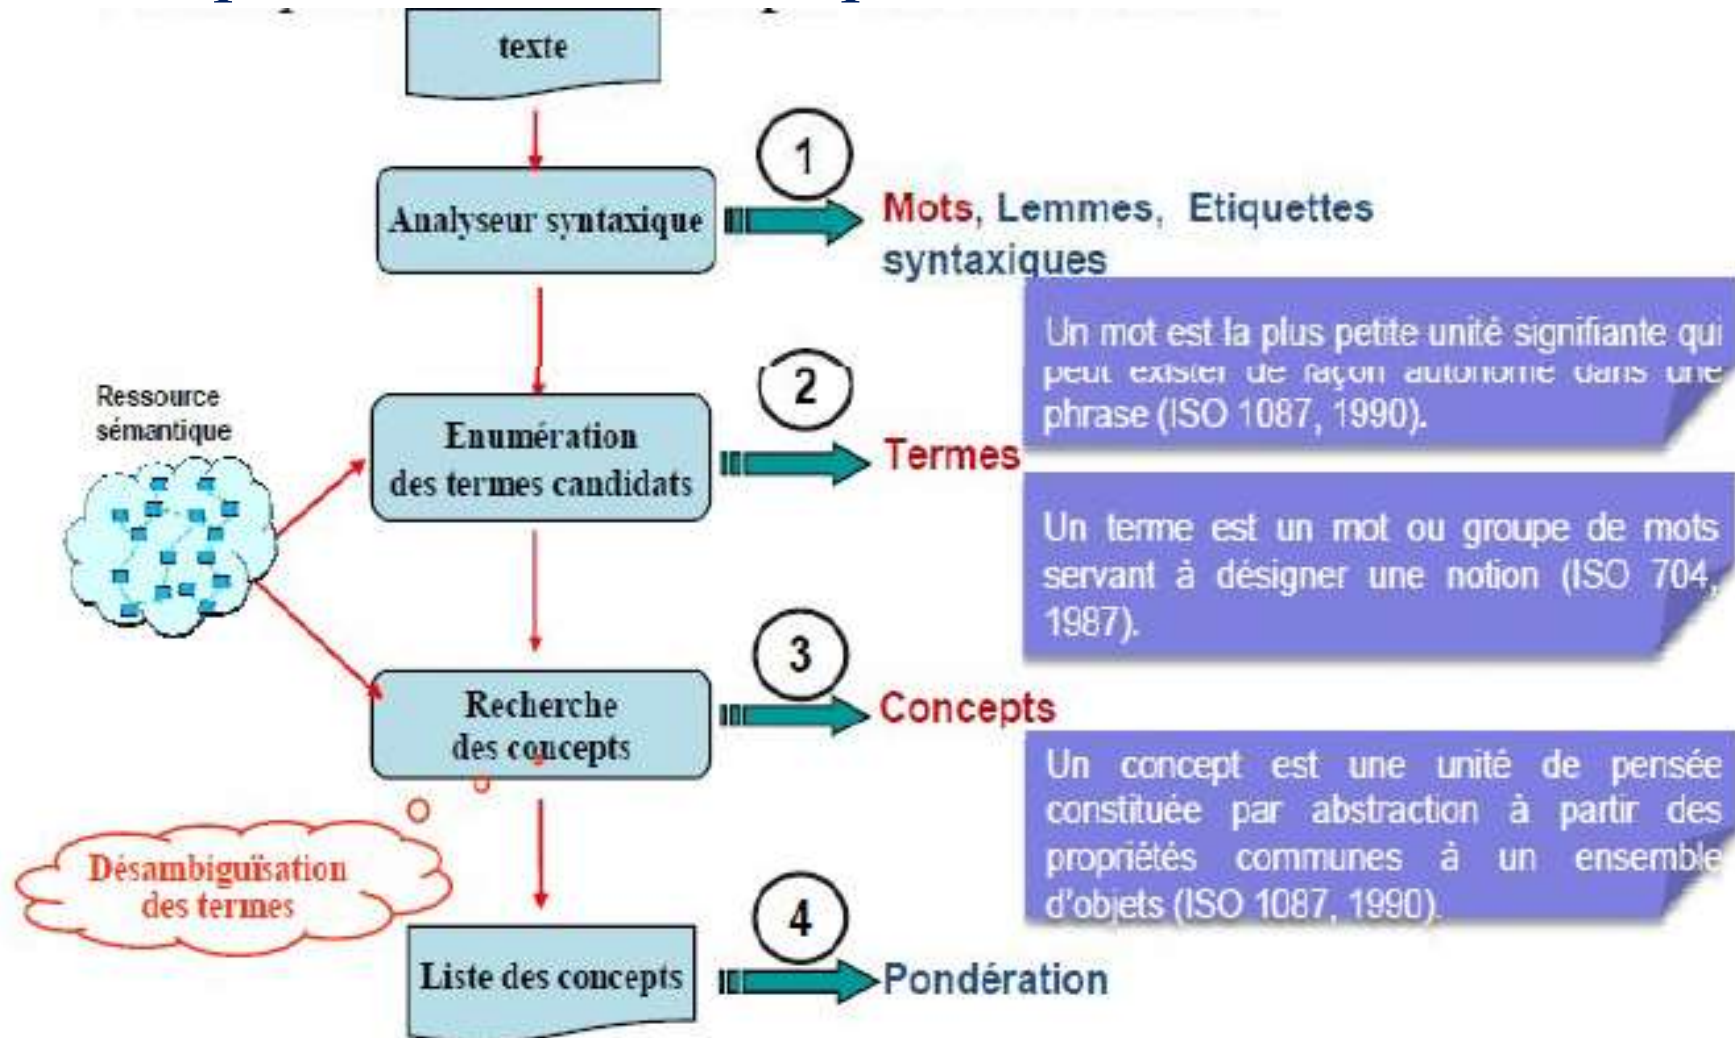 texte
1
Analyseur syntaxique
Mots, Lemmes, Etiquettes
syntaxiques
Un mot est la plus petite unité signifiante qui
peut exister de façon autonome dans une
phrase (ISO 1087, 1990).
2
Ressource
sémantique
Enumération
des termes candidats
Termes
Un terme est un mot ou groupe de mots
servant à désigner une notion (ISO 704,
1987).
3
Recherche
des concepts
Concepts
Un concept est une unité de pensée
constituée par abstraction à partir des
propriétés communes à un ensemble
d'objets (ISO 1087, 1990).
Désambiguïsation
des termes
4
Liste des concepts
Pondération